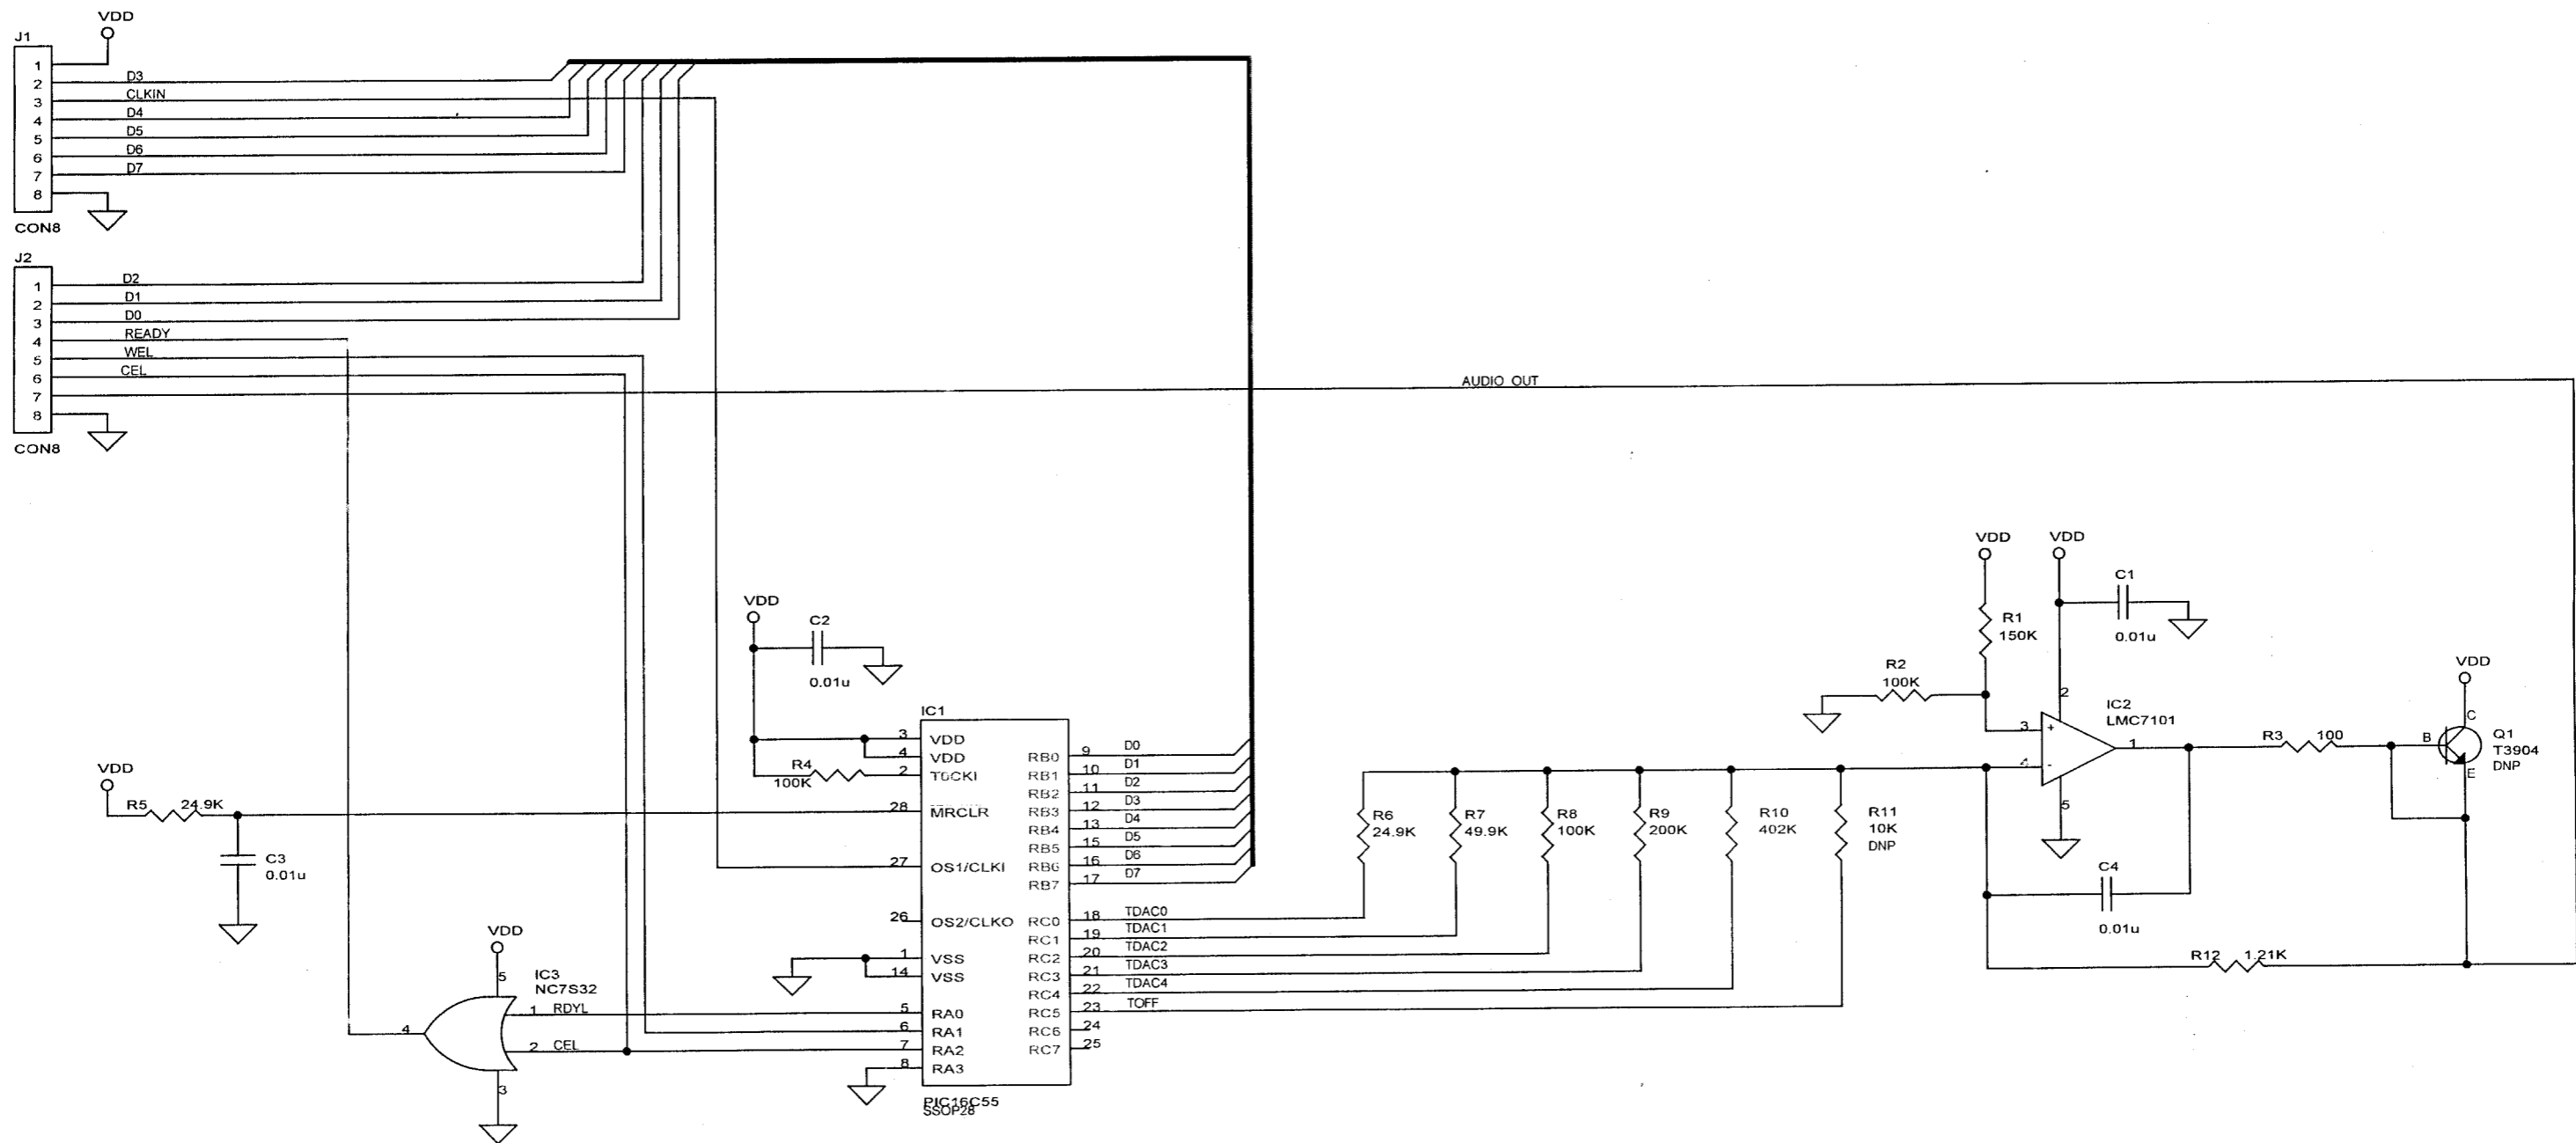 VDD
J1
1
2 D3
3 CLKIN
4 D4
5 D5
6 D6
7 D7
8
CON8
J2
1 D2
2 D1
3 D0
4 READY
5 WEL
6 CEL
7 AUDIO OUT
8
CON8
VDD
C2
0.01u
R4
100K
VDD
R5 24.9K
C3
0.01u
VDD
5
IC3
NC7S32
1 RDYL
4
2 CEL
3
IC1
3 VDD
4 VDD
2 T0CKI
28 MRCLR
27 OS1/CLKI
26 OS2/CLKO
1 VSS
14 VSS
5 RA0
6 RA1
7 RA2
8 RA3
RB0 9 D0
RB1 10 D1
RB2 11 D2
RB3 12 D3
RB4 13 D4
RB5 15 D5
RB6 16 D6
RB7 17 D7
RC0 18 TDAC0
RC1 19 TDAC1
RC2 20 TDAC2
RC3 21 TDAC3
RC4 22 TDAC4
RC5 23 TOFF
RC6 24
RC7 25
PIC16C55
SSOP28
R6
24.9K
R7
49.9K
R8
100K
R9
200K
R10
402K
R11
10K
DNP
VDD
R1
150K
R2
100K
VDD
C1
0.01u
2
3 +
4 -
1
5
IC2
LMC7101
C4
0.01u
R12 1.21K
R3 100
VDD
C
B
E
Q1
T3904
DNP